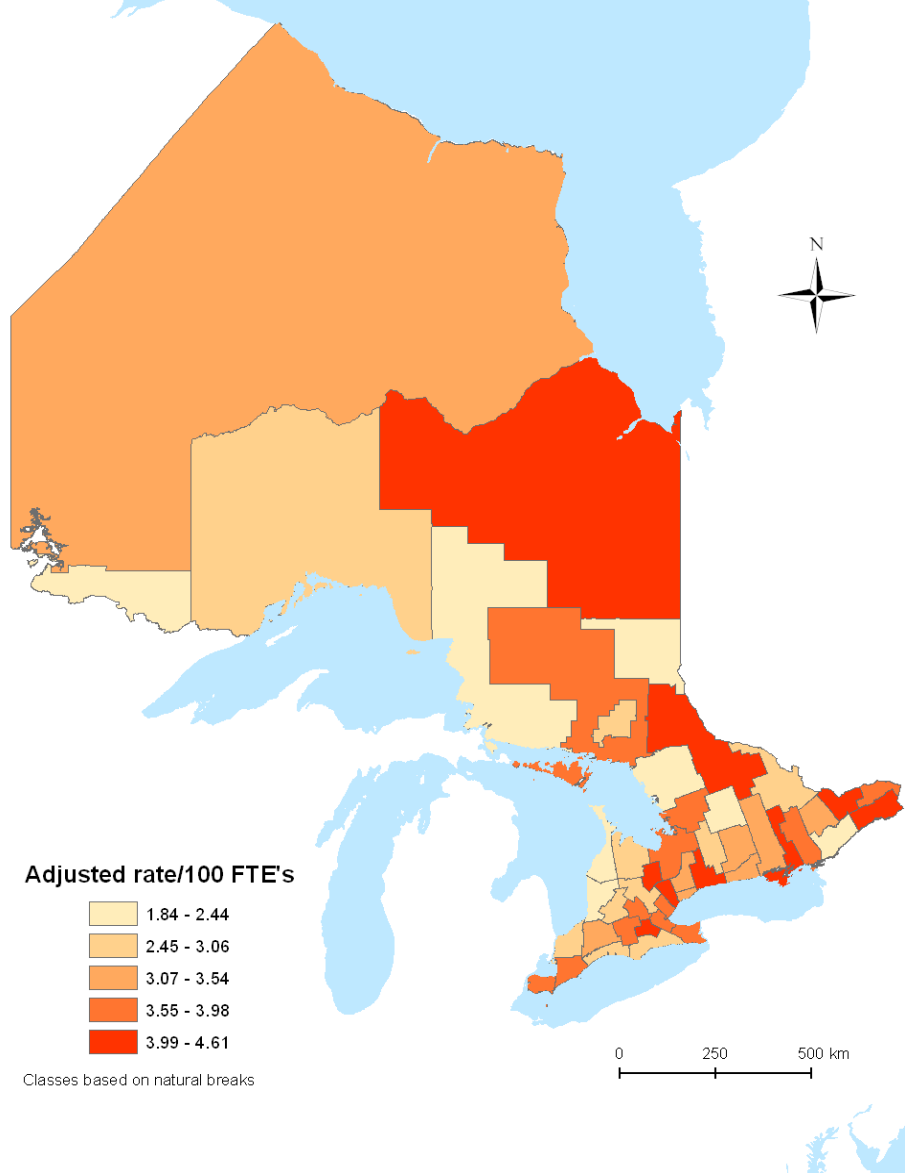 N
Adjusted rate/100 FTE's
1.84 - 2.44
2.45 - 3.06
3.07 - 3.54
3.55 - 3.98
3.99 - 4.61
Classes based on natural breaks
0 250 500 km